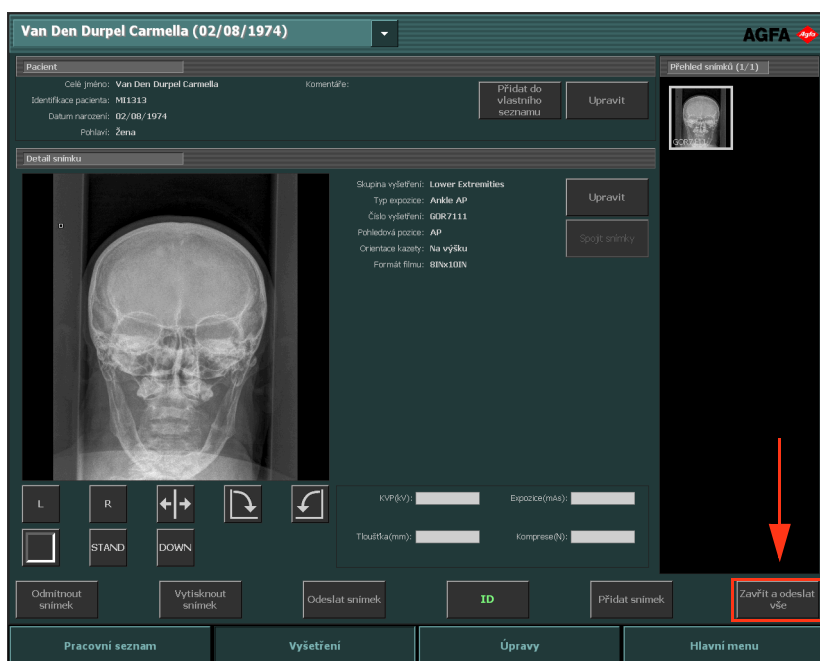 Van Den Durpel Carmella (02/08/1974)
AGFA Agfa
Pacient
Celé jméno: Van Den Durpel Carmella
Komentáře:
Identifikace pacienta: MI1313
Datum narození: 02/08/1974
Pohlaví: Žena
Přidat do
vlastního
seznamu
Upravit
Přehled snímků (1/1)
GOR7111
Detail snímku
Skupina vyšetření: Lower Extremities
Typ expozice: Ankle AP
Číslo vyšetření: GOR7111
Pohledová pozice: AP
Orientace kazety: Na výšku
Formát filmu: 8INx10IN
Upravit
Spojit snímky
L
R
STAND
DOWN
KVP(kV):
Expozice(mAs):
Tloušťka(mm):
Komprese(N):
Odmítnout
snímek
Vytisknout
snímek
Odeslat snímek
ID
Přidat snímek
Zavřít a odeslat
vše
Pracovní seznam
Vyšetření
Úpravy
Hlavní menu